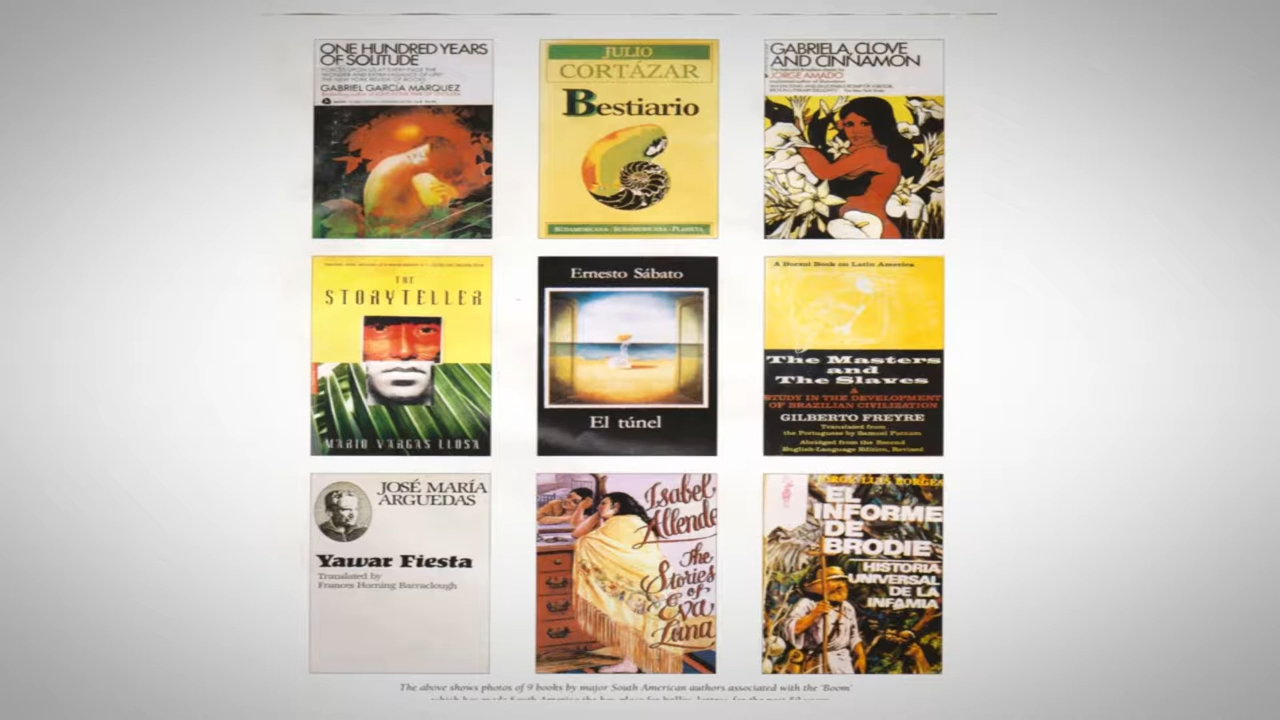 ONE HUNDRED YEARS
OF SOLITUDE
GABRIEL GARCÍA MÁRQUEZ
JULIO
CORTÁZAR
Bestiario
SUDAMERICANA · SUDAMERICANA · PLANETA
GABRIELA, CLOVE
AND CINNAMON
JORGE AMADO
THE
STORYTELLER
MARIO VARGAS LLOSA
Ernesto Sábato
El túnel
A Borzoi Book on Latin America
The Masters
and
The Slaves
A
STUDY IN THE DEVELOPMENT
OF BRAZILIAN CIVILIZATION
GILBERTO FREYRE
Translated from
the Portuguese by Samuel Putnam
Abridged from the Second
English-Language Edition, Revised
JOSÉ MARÍA
ARGUEDAS
Yawar Fiesta
Translated by
Frances Horning Barraclough
Isabel
Allende
The
Stories
of
Eva
Luna
JORGE LUIS BORGES
EL
INFORME
DE
BRODIE
HISTORIA
UNIVERSAL
DE LA
INFAMIA
The above shows photos of 9 books by major South American authors associated with the 'Boom'